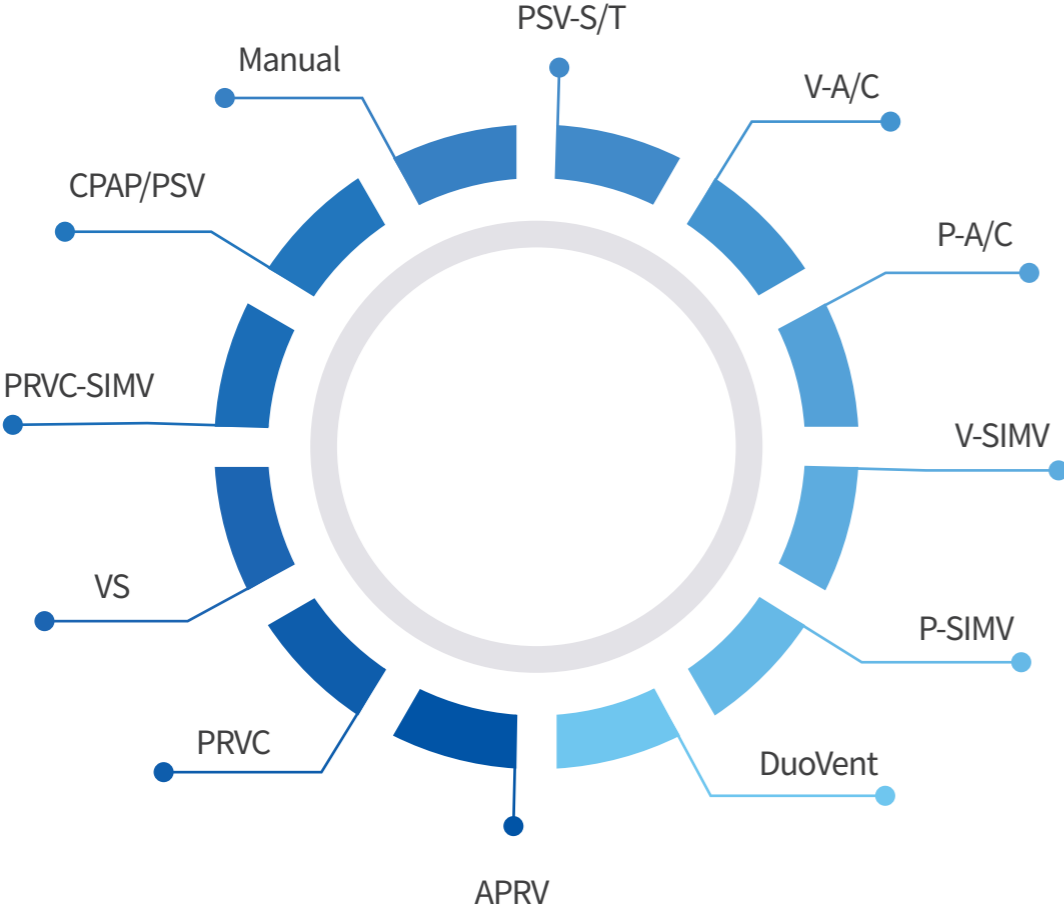 PSV-S/T
Manual
V-A/C
CPAP/PSV
P-A/C
PRVC-SIMV
V-SIMV
VS
P-SIMV
PRVC
DuoVent
APRV